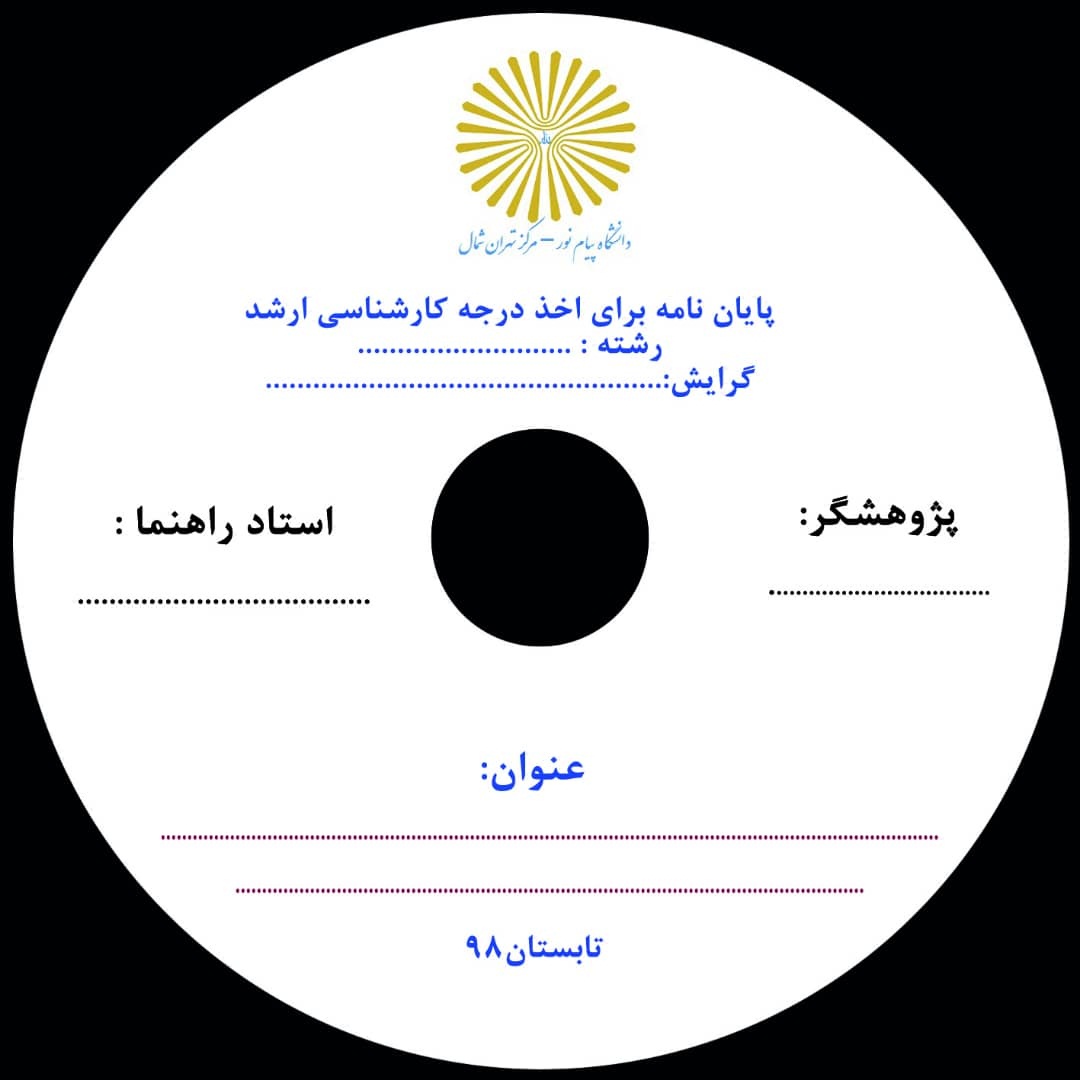 الله
دانشگاه پیام نور – مرکز تهران شمال
پایان نامه برای اخذ درجه کارشناسی ارشد
رشته : ...........................
گرایش:..................................................
پژوهشگر:
.................................
استاد راهنما :
.....................................
عنوان:
................................................................................................................................
........................................................................................................
تابستان۹۸